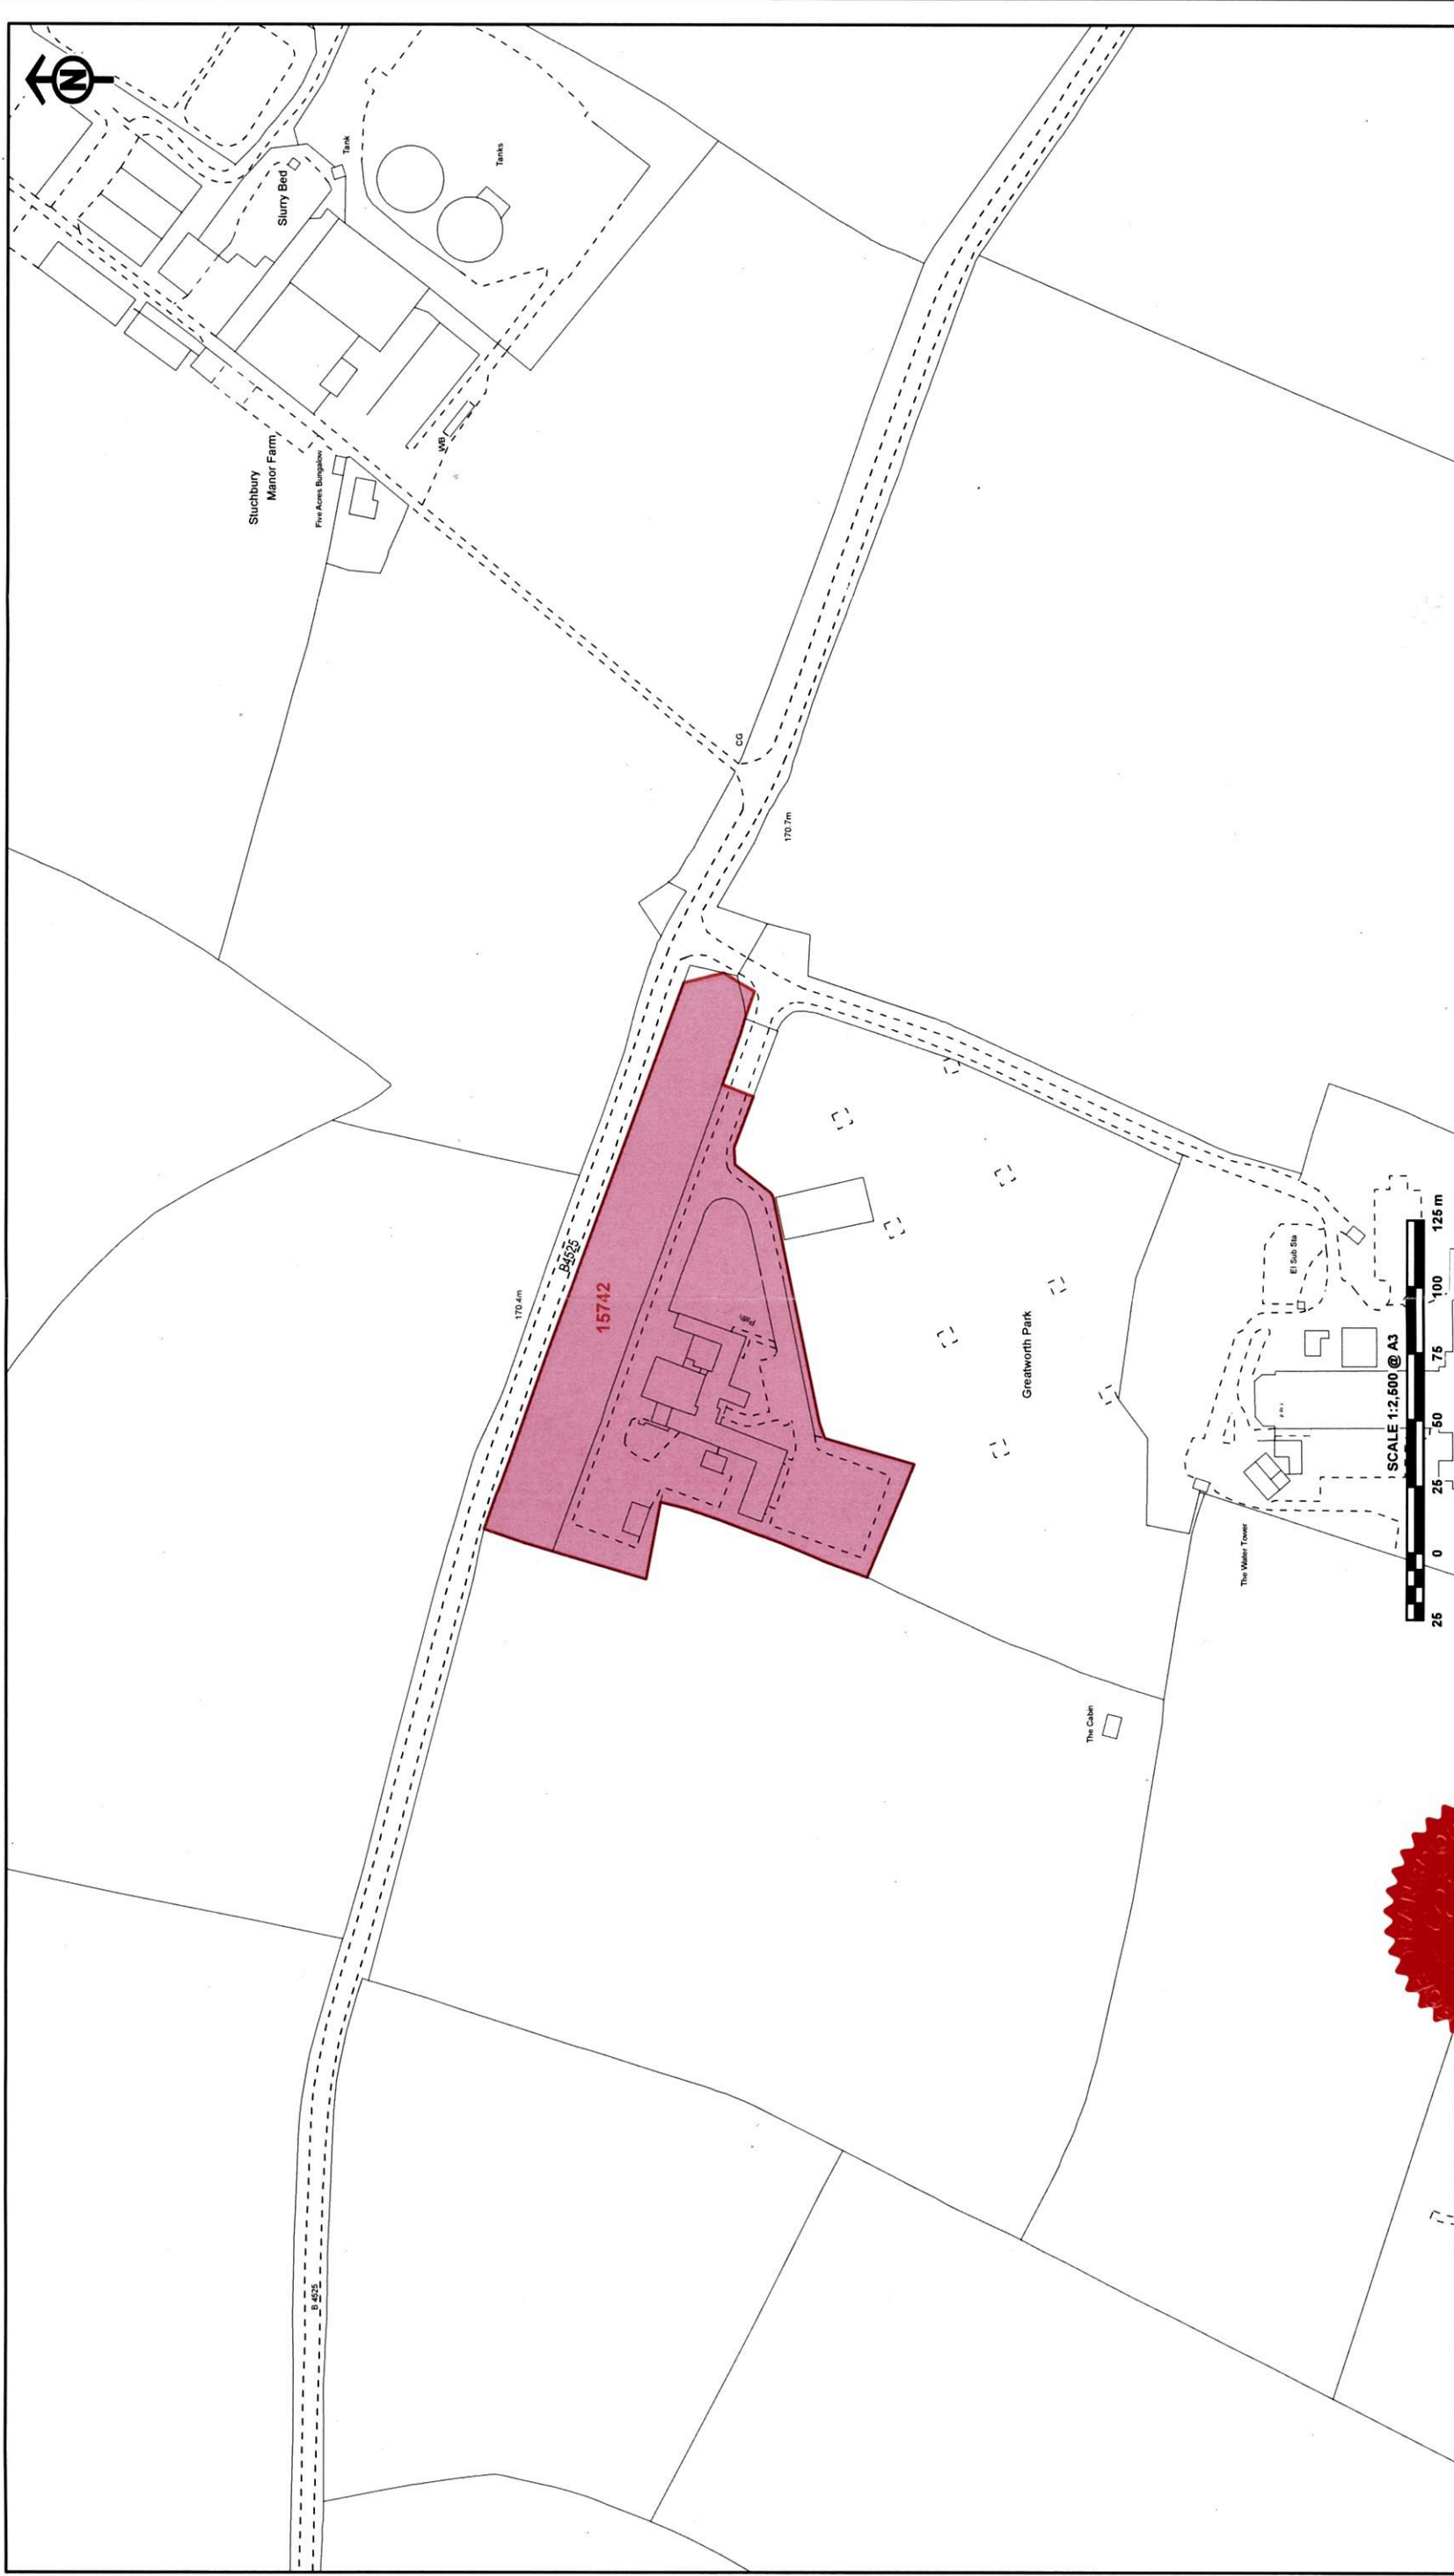 N
Slurry Bed
Tank
Tanks
Stuchbury
Manor Farm
Five Acres Bungalow
WB
CG
170.7m
B4525
170.4m
15742
Path
Greatworth Park
El Sub Sta
The Water Tower
The Cabin
B 4525
SCALE 1:2,500 @ A3
25 0 25 50 75 100 125 m